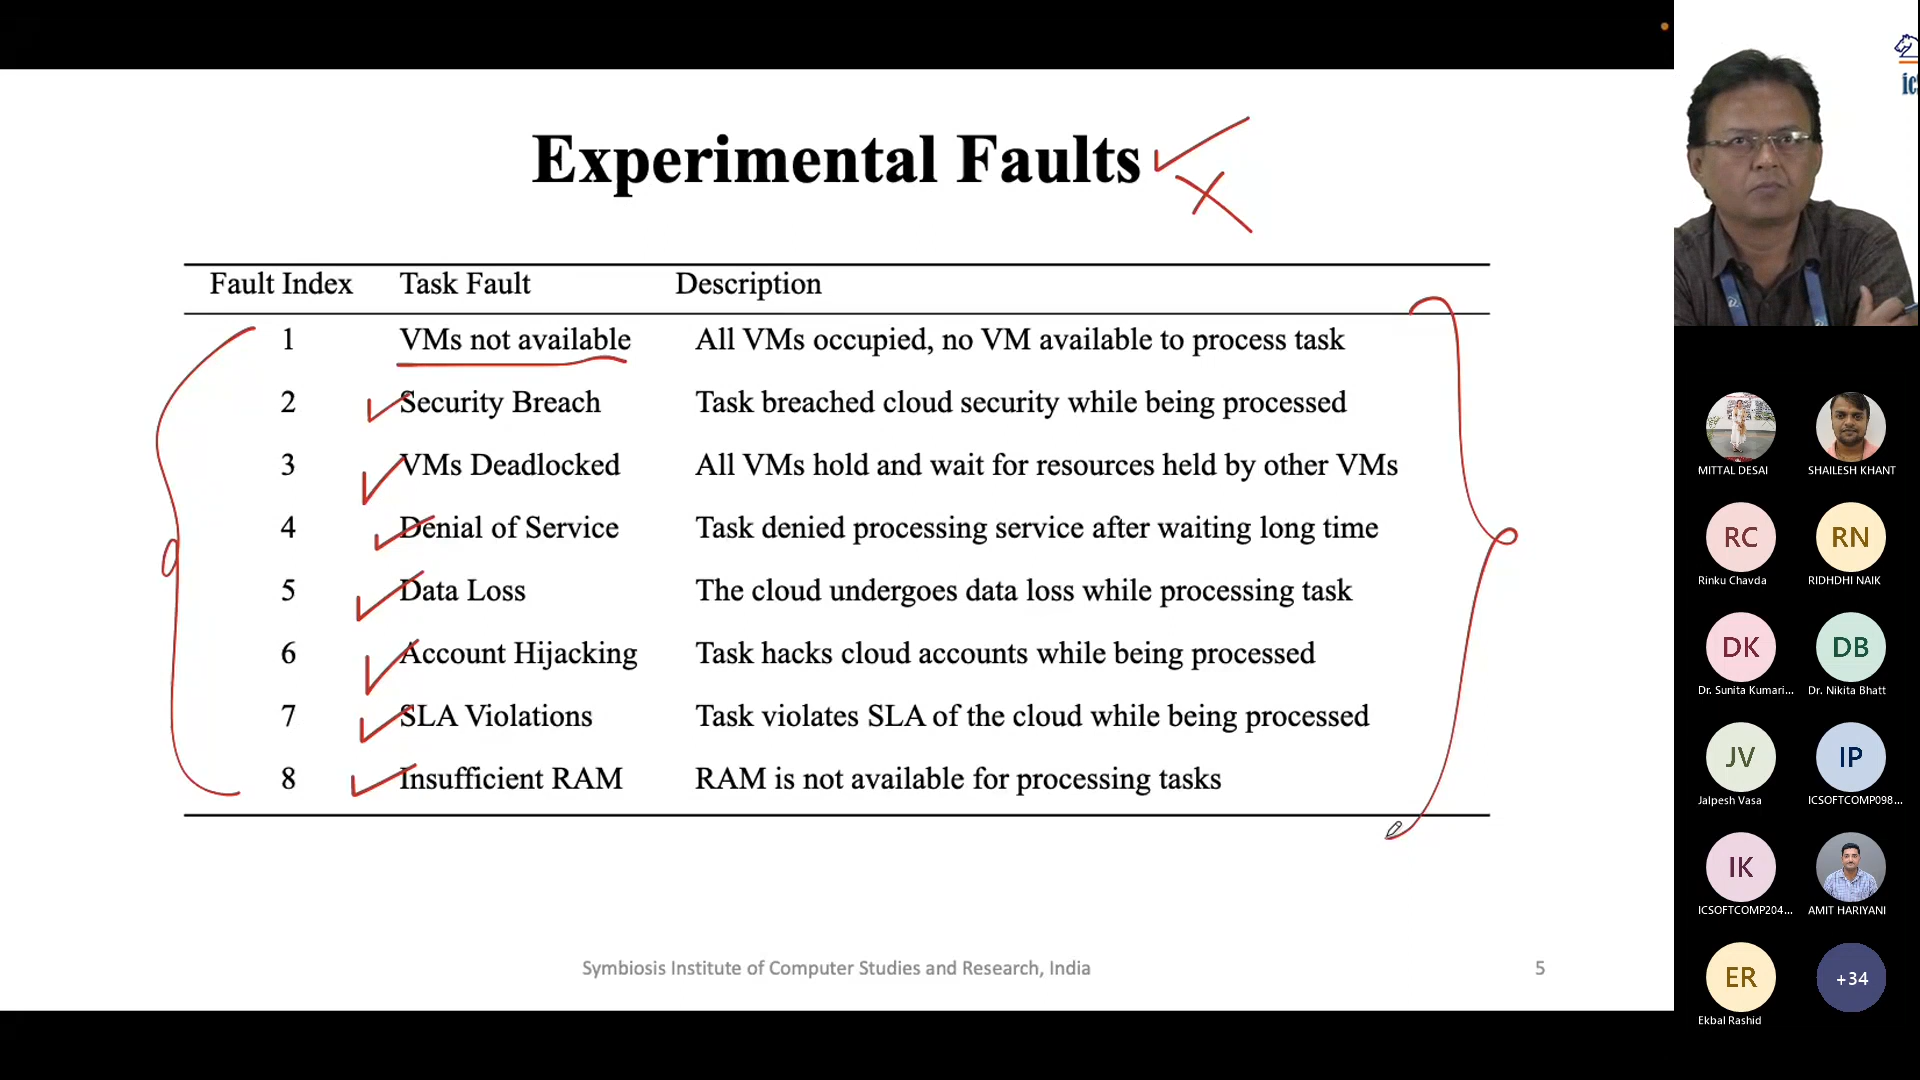 Experimental Faults
Fault Index Task Fault Description
1 VMs not available All VMs occupied, no VM available to process task
2 Security Breach Task breached cloud security while being processed
3 VMs Deadlocked All VMs hold and wait for resources held by other VMs
4 Denial of Service Task denied processing service after waiting long time
5 Data Loss The cloud undergoes data loss while processing task
6 Account Hijacking Task hacks cloud accounts while being processed
7 SLA Violations Task violates SLA of the cloud while being processed
8 Insufficient RAM RAM is not available for processing tasks
Symbiosis Institute of Computer Studies and Research, India 5
ic
MITTAL DESAI SHAILESH KHANT
RC RN
Rinku Chavda RIDHDHI NAIK
DK DB
Dr. Sunita Kumari... Dr. Nikita Bhatt
JV IP
Jalpesh Vasa ICSOFTCOMP098...
IK
ICSOFTCOMP204... AMIT HARIYANI
ER +34
Ekbal Rashid